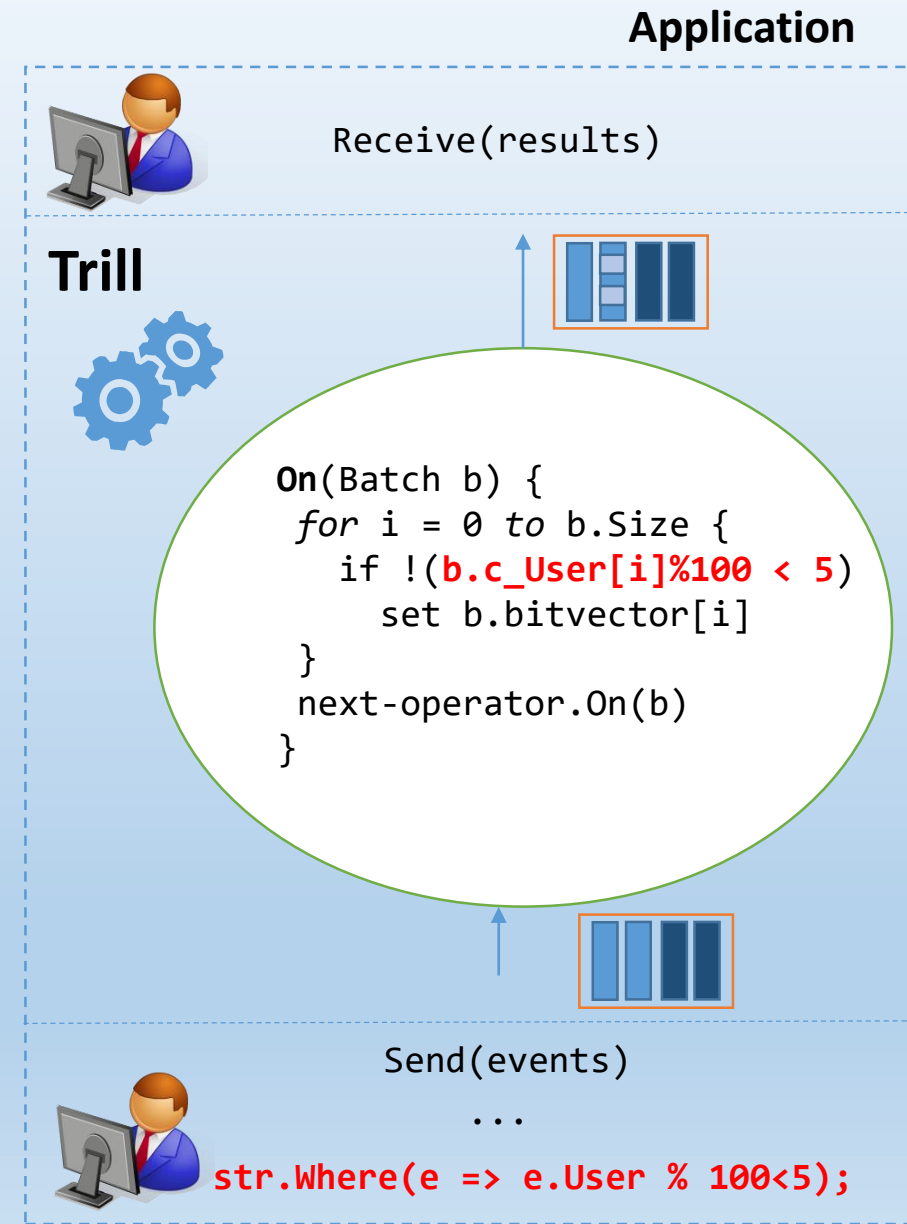 Application
Receive(results)
Trill
On(Batch b) {
for i = 0 to b.Size {
if !(b.c_User[i]%100 < 5)
set b.bitvector[i]
}
next-operator.On(b)
}
Send(events)
...
str.Where(e => e.User % 100<5);